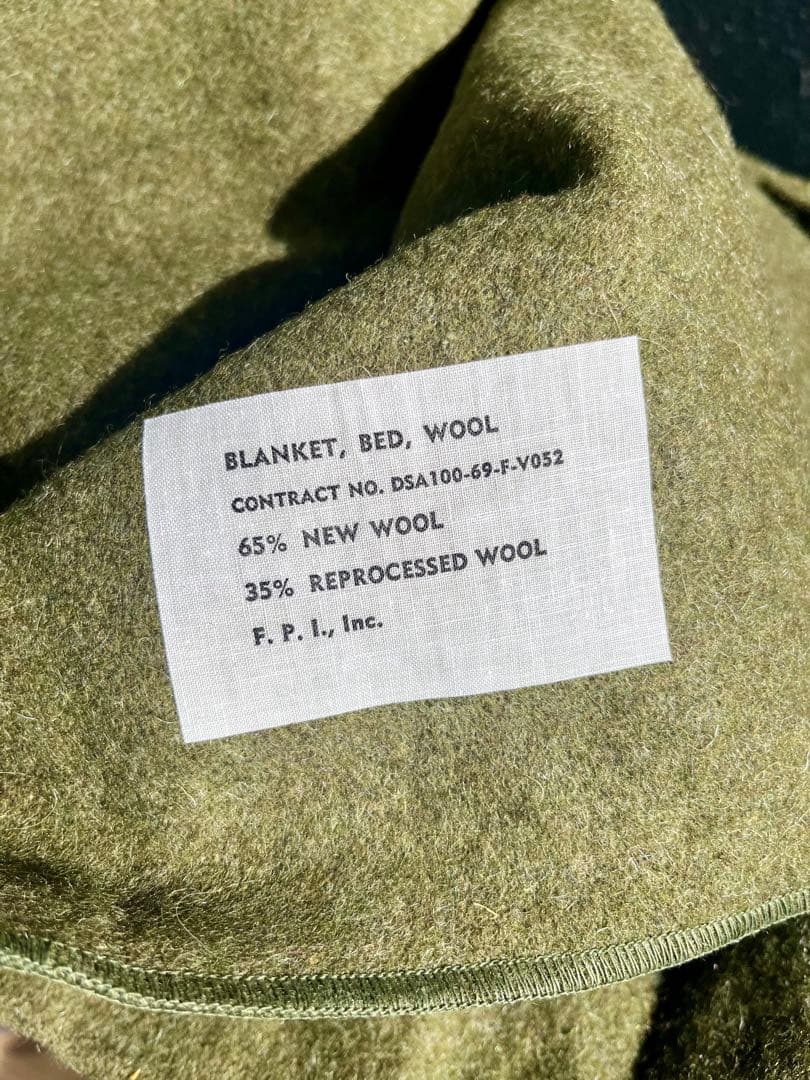 BLANKET, BED, WOOL
CONTRACT NO. DSA100-69-F-V052
65% NEW WOOL
35% REPROCESSED WOOL
F. P. I., Inc.